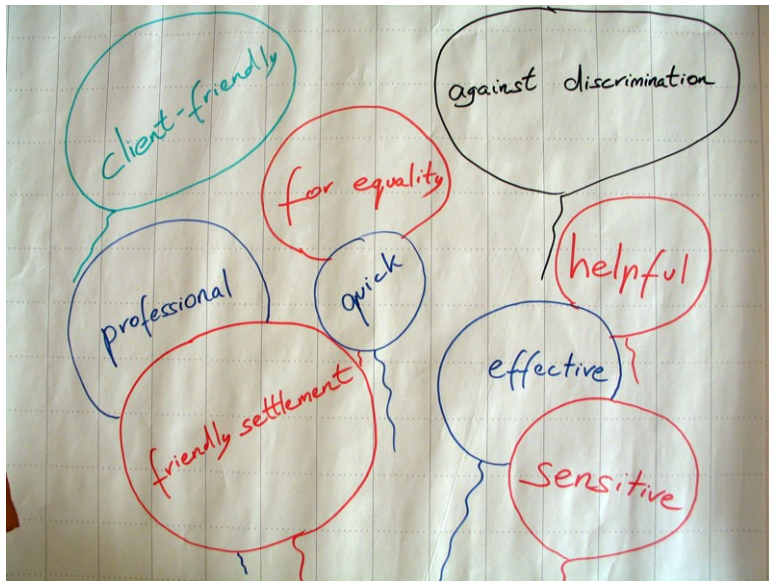 client-friendly
against discrimination
for equality
helpful
professional
quick
effective
friendly settlement
sensitive